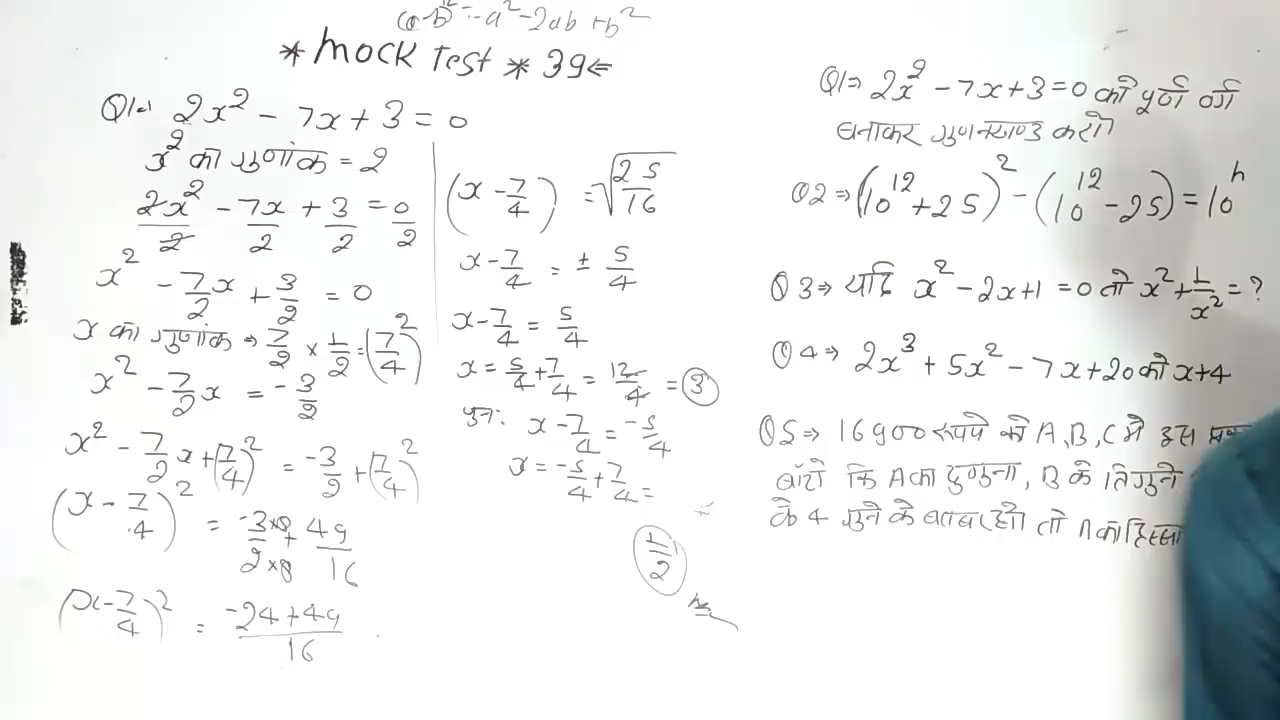 (a-b)² = a² - 2ab + b²
* mock Test * 39 ⇐
Q1⇒ 2x² - 7x + 3 = 0
x² का गुणांक = 2
2x²/2 - 7x/2 + 3/2 = 0/2
x² - 7/2 x + 3/2 = 0
x का गुणांक ⇒ 7/2 × 1/2 = (7/4)²
x² - 7/2 x = -3/2
x² - 7/2 x + (7/4)² = -3/2 + (7/4)²
(x - 7/4)² = -3×8/2×8 + 49/16
(x - 7/4)² = -24+49/16
(x - 7/4) = √25/16
x - 7/4 = ± 5/4
x - 7/4 = 5/4
x = 5/4 + 7/4 = 12/4 = 3
पुन: x - 7/4 = -5/4
x = -5/4 + 7/4 =
1/2
Q1⇒ 2x² - 7x + 3 = 0 को पूर्ण वर्ग
बनाकर गुणनखण्ड करो
Q2⇒ (10¹² + 25)² - (10¹² - 25) = 10ⁿ
Q3⇒ यदि x² - 2x + 1 = 0 तो x² + 1/x² = ?
Q4⇒ 2x³ + 5x² - 7x + 20 को x + 4
Q5⇒ 16900 रूपये को A, B, C में इस
बाँटो कि A का दुगुना, B के तिगुने
के 4 गुने के बराबर हो तो A का हिस्सा